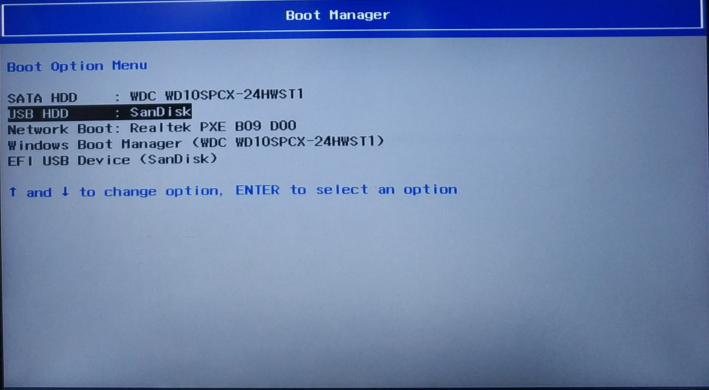 Boot Manager
Boot Option Menu
SATA HDD : WDC WD10SPCX-24HWST1
USB HDD : SanDisk
Network Boot: Realtek PXE B09 D00
Windows Boot Manager (WDC WD10SPCX-24HWST1)
EFI USB Device (SanDisk)
↑ and ↓ to change option, ENTER to select an option